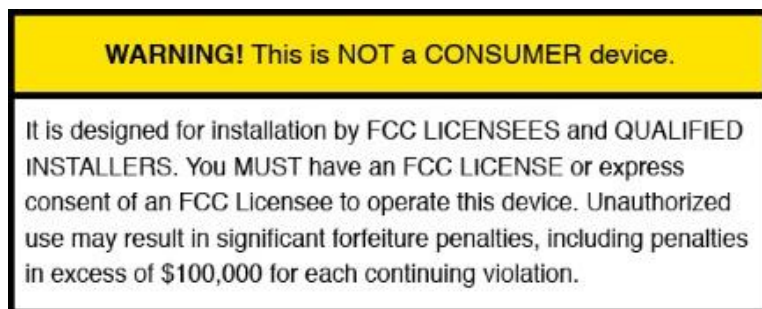 WARNING! This is NOT a CONSUMER device.
It is designed for installation by FCC LICENSEES and QUALIFIED
INSTALLERS. You MUST have an FCC LICENSE or express
consent of an FCC Licensee to operate this device. Unauthorized
use may result in significant forfeiture penalties, including penalties
in excess of $100,000 for each continuing violation.